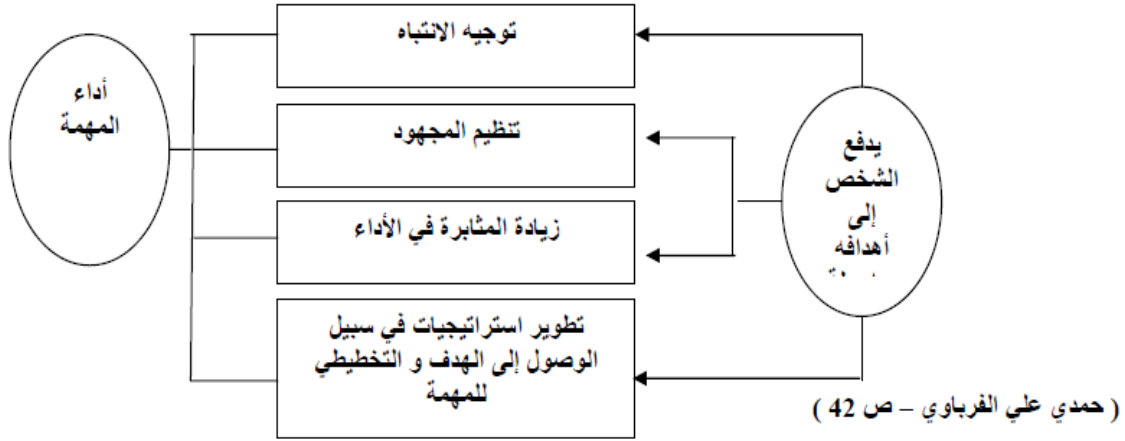 توجيه الانتباه
يدفع
الشخص
إلى
أهدافه
تنظيم المجهود
زيادة المثابرة في الأداء
تطوير استراتيجيات في سبيل
الوصول إلى الهدف و التخطيطي
للمهمة
أداء
المهمة
( حمدي علي الفرباوي – ص 42 )